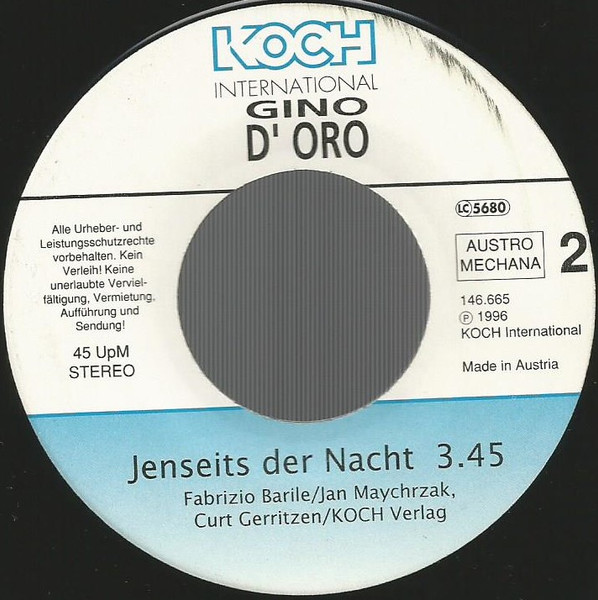 KOCH
INTERNATIONAL
GINO
D' ORO
Alle Urheber- und
Leistungsschutzrechte
vorbehalten. Kein
Verleih! Keine
unerlaubte Verviel-
fältigung, Vermietung,
Aufführung und
Sendung!
45 UpM
STEREO
LC 5680
AUSTRO
MECHANA
2
146.665
Ⓟ 1996
KOCH International
Made in Austria
Jenseits der Nacht 3.45
Fabrizio Barile/Jan Maychrzak,
Curt Gerritzen/KOCH Verlag